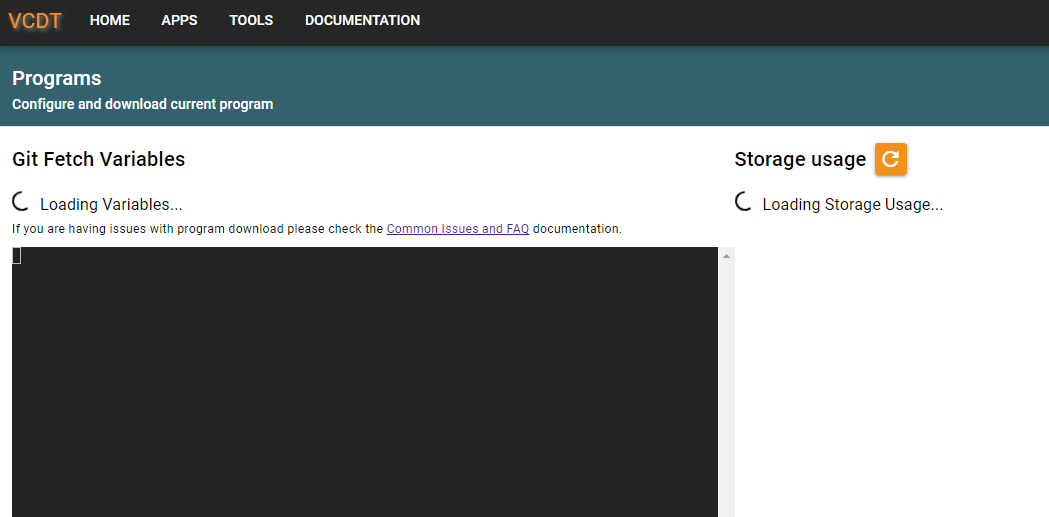 VCDT HOME APPS TOOLS DOCUMENTATION
Programs
Configure and download current program
Git Fetch Variables
Loading Variables...
If you are having issues with program download please check the Common Issues and FAQ documentation.
Storage usage
Loading Storage Usage...